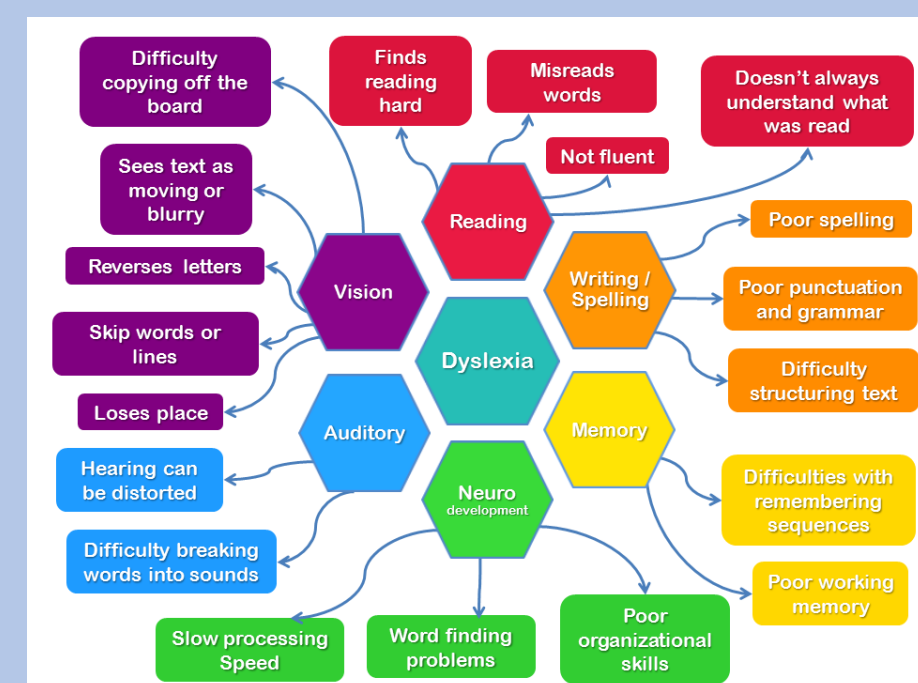 Difficulty
copying off the
board
Finds
reading
hard
Misreads
words
Doesn't always
understand what
was read
Not fluent
Sees text as
moving or
blurry
Reading
Poor spelling
Reverses letters
Vision
Writing /
Spelling
Poor punctuation
and grammar
Skip words or
lines
Dyslexia
Difficulty
structuring text
Loses place
Auditory
Memory
Hearing can
be distorted
Neuro
development
Difficulties with
remembering
sequences
Difficulty breaking
words into sounds
Poor working
memory
Slow processing
Speed
Word finding
problems
Poor
organizational
skills